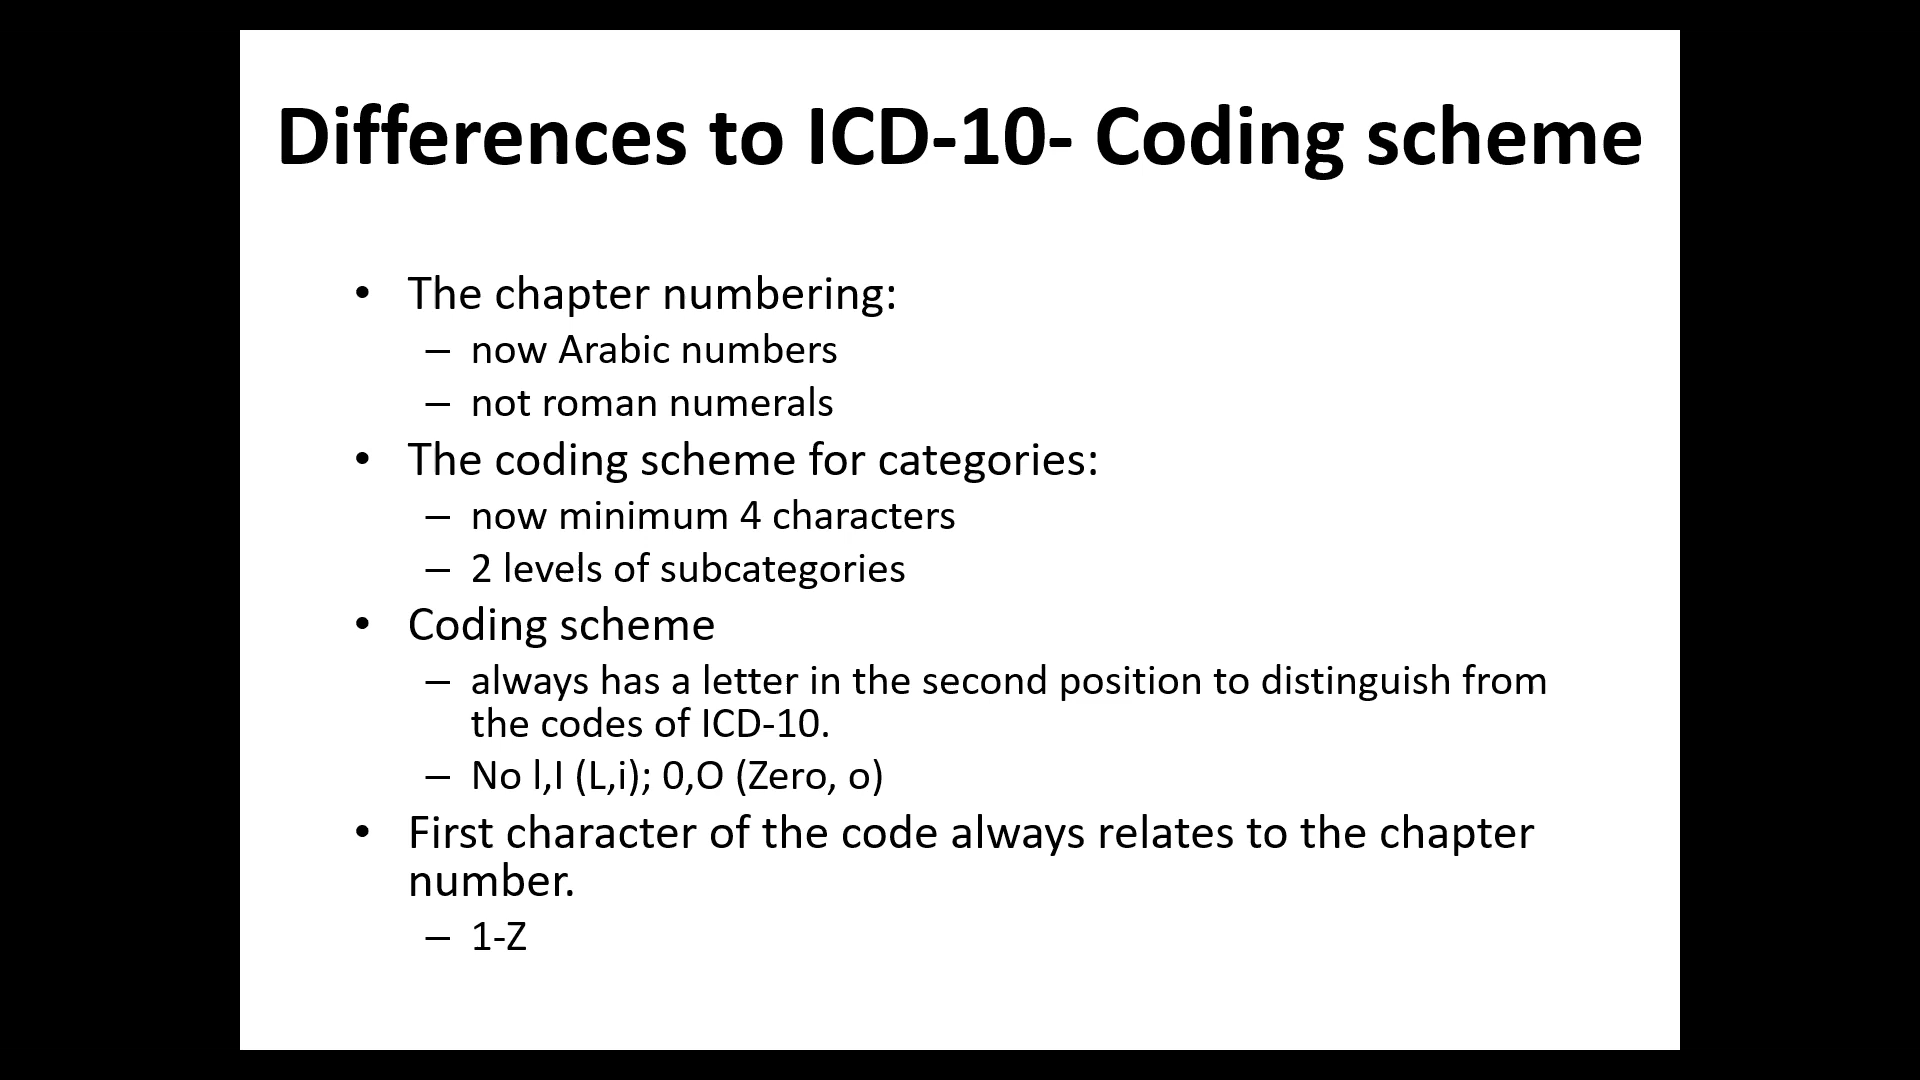 Differences to ICD-10- Coding scheme
• The chapter numbering:
– now Arabic numbers
– not roman numerals
• The coding scheme for categories:
– now minimum 4 characters
– 2 levels of subcategories
• Coding scheme
– always has a letter in the second position to distinguish from
the codes of ICD-10.
– No l,I (L,i); 0,O (Zero, o)
• First character of the code always relates to the chapter
number.
– 1-Z